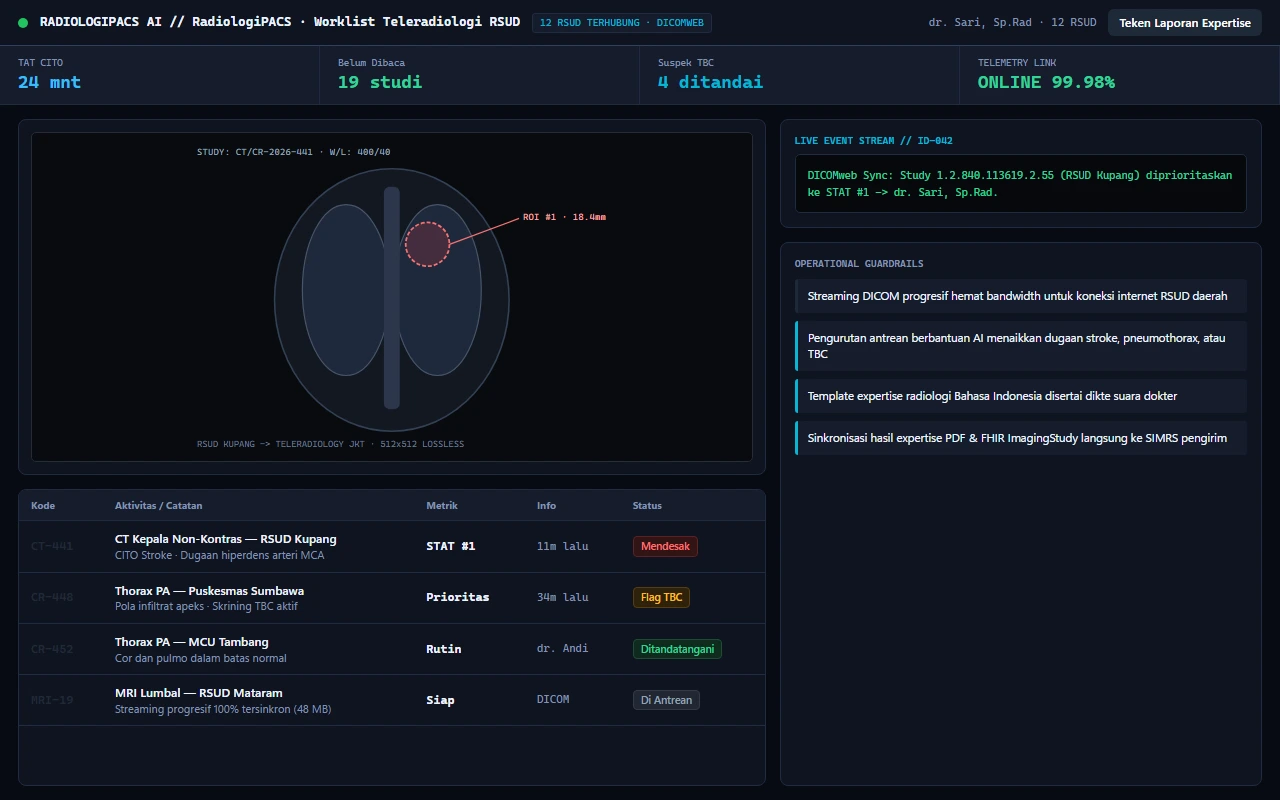 RADIOLOGIPACS AI // RadiologiPACS · Worklist Teleradiologi RSUD
12 RSUD TERHUBUNG · DICOMWEB
dr. Sari, Sp.Rad · 12 RSUD
Teken Laporan Expertise
TAT CITO
24 mnt
Belum Dibaca
19 studi
Suspek TBC
4 ditandai
TELEMETRY LINK
ONLINE 99.98%
STUDY: CT/CR-2026-441 · W/L: 400/40
ROI #1 · 18.4mm
RSUD KUPANG -> TELERADIOLOGY JKT · 512x512 LOSSLESS
LIVE EVENT STREAM // ID-042
DICOMweb Sync: Study 1.2.840.113619.2.55 (RSUD Kupang) diprioritaskan
ke STAT #1 -> dr. Sari, Sp.Rad.
OPERATIONAL GUARDRAILS
Streaming DICOM progresif hemat bandwidth untuk koneksi internet RSUD daerah
Pengurutan antrean berbantuan AI menaikkan dugaan stroke, pneumothorax, atau
TBC
Template expertise radiologi Bahasa Indonesia disertai dikte suara dokter
Sinkronisasi hasil expertise PDF & FHIR ImagingStudy langsung ke SIMRS pengirim
Kode Aktivitas / Catatan Metrik Info Status
CT-441 CT Kepala Non-Kontras — RSUD Kupang STAT #1 11m lalu Mendesak
CITO Stroke · Dugaan hiperdens arteri MCA
CR-448 Thorax PA — Puskesmas Sumbawa Prioritas 34m lalu Flag TBC
Pola infiltrat apeks · Skrining TBC aktif
CR-452 Thorax PA — MCU Tambang Rutin dr. Andi Ditandatangani
Cor dan pulmo dalam batas normal
MRI-19 MRI Lumbal — RSUD Mataram Siap DICOM Di Antrean
Streaming progresif 100% tersinkron (48 MB)